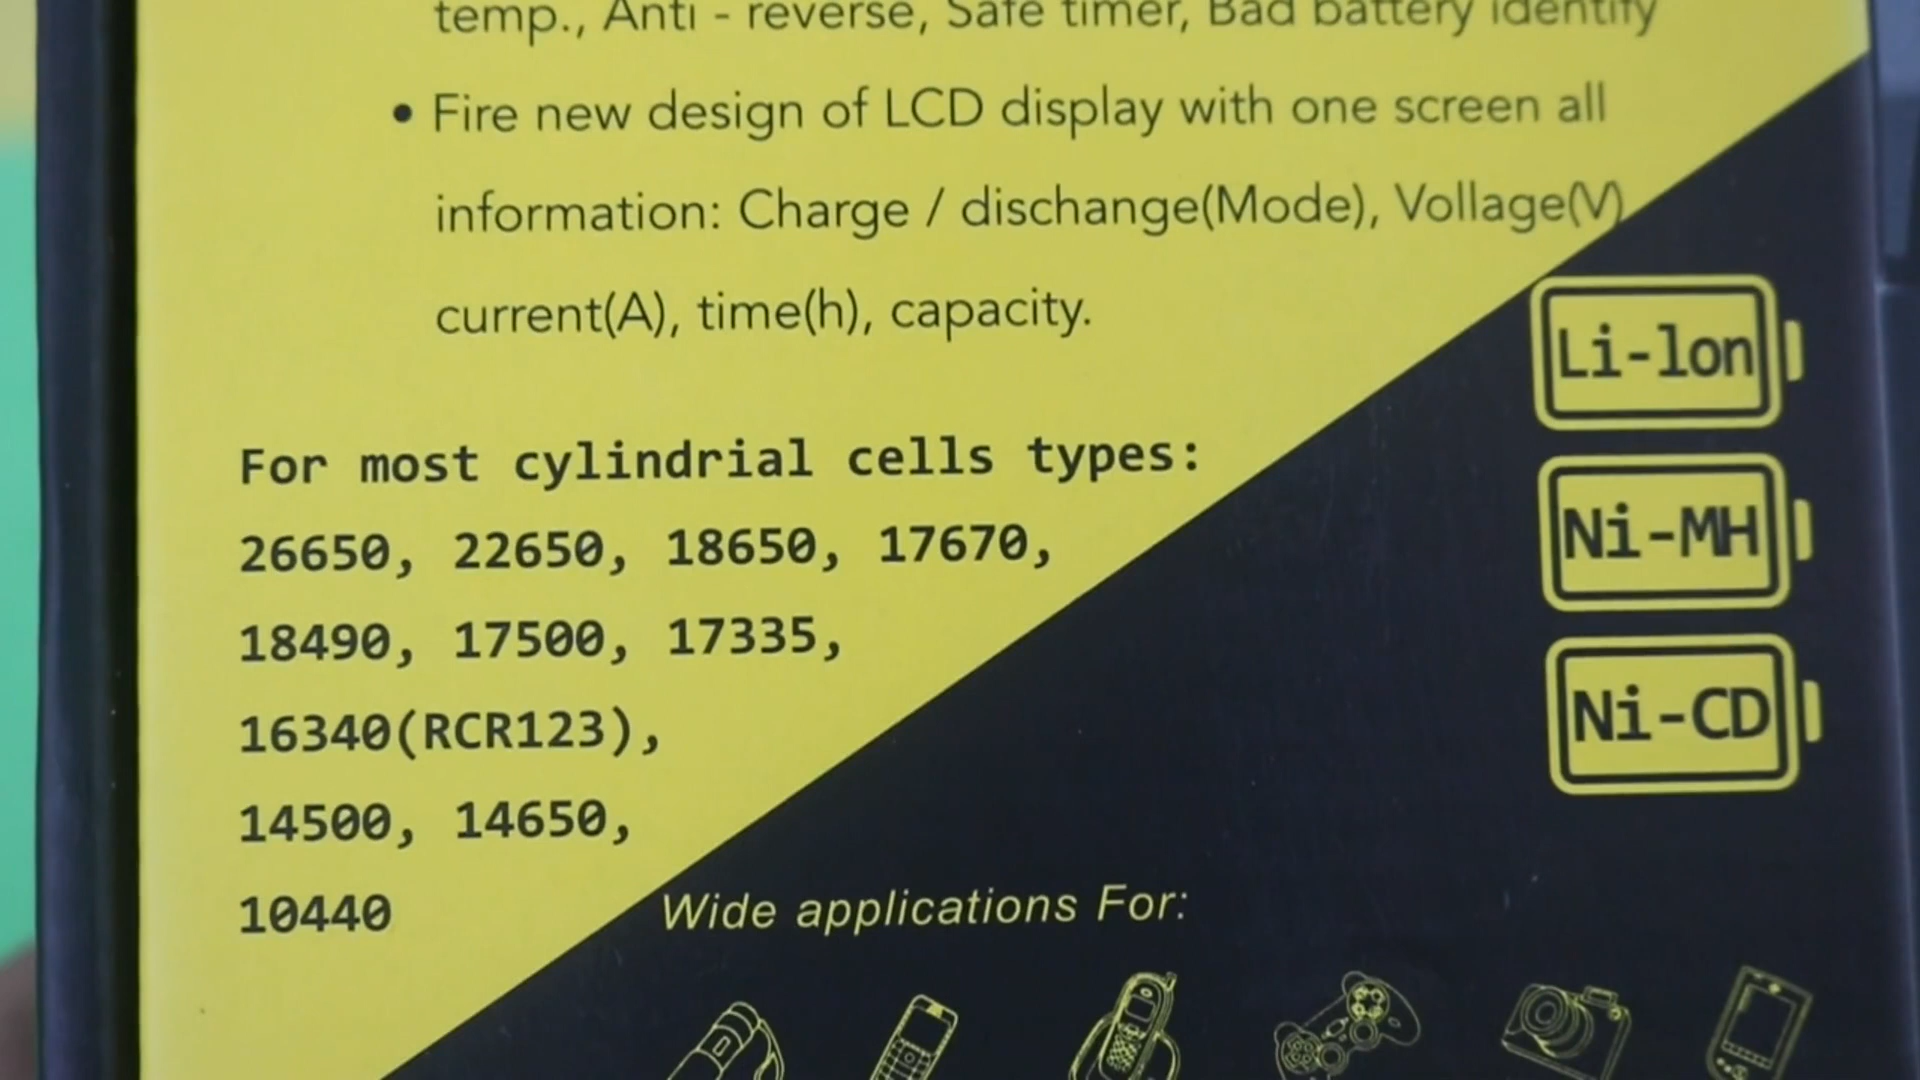 temp., Anti - reverse, Safe timer, Bad battery identify
• Fire new design of LCD display with one screen all
information: Charge / dischange(Mode), Vollage(V)
current(A), time(h), capacity.
Li-lon
For most cylindrial cells types:
26650, 22650, 18650, 17670,
Ni-MH
18490, 17500, 17335,
16340(RCR123),
Ni-CD
14500, 14650,
10440
Wide applications For: